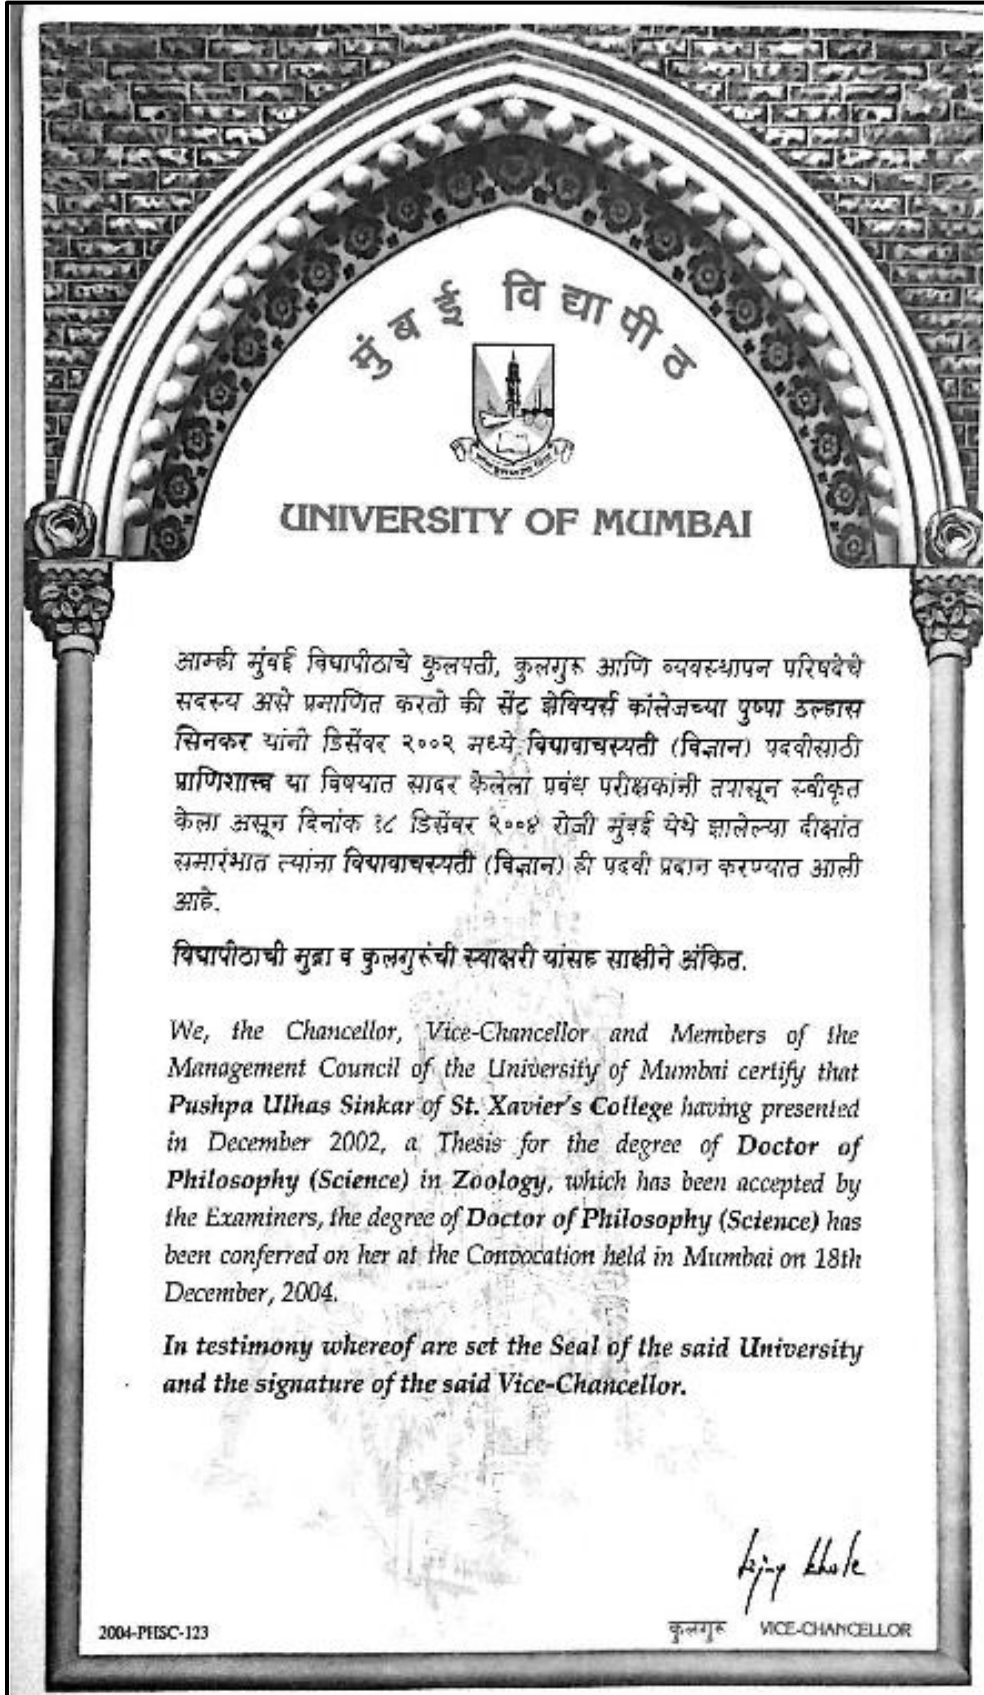 मुंबई विद्यापीठ
UNIVERSITY OF MUMBAI
आम्ही मुंबई विद्यापीठाचे कुलपती, कुलगुरू आणि व्यवस्थापन परिषदेचे
सदस्य असे प्रमाणित करतो की सेंट झेवियर्स कॉलेजच्या पुष्पा उल्हास
सिनकर यांनी डिसेंबर २००२ मध्ये विद्यावाचस्पती (विज्ञान) पदवीसाठी
प्राणिशास्त्र या विषयात सादर केलेला प्रबंध परीक्षकांनी तपासून स्वीकृत
केला असून दिनांक १८ डिसेंबर २००४ रोजी मुंबई येथे झालेल्या दीक्षांत
समारंभात त्यांना विद्यावाचस्पती (विज्ञान) ही पदवी प्रदान करण्यात आली
आहे.
विद्यापीठाची मुद्रा व कुलगुरूंची स्वाक्षरी यांसह साक्षीने अंकित.
We, the Chancellor, Vice-Chancellor and Members of the
Management Council of the University of Mumbai certify that
Pushpa Ulhas Sinkar of St. Xavier's College having presented
in December 2002, a Thesis for the degree of Doctor of
Philosophy (Science) in Zoology, which has been accepted by
the Examiners, the degree of Doctor of Philosophy (Science) has
been conferred on her at the Convocation held in Mumbai on 18th
December, 2004.
In testimony whereof are set the Seal of the said University
and the signature of the said Vice-Chancellor.
2004-PHSC-123
कुलगुरू VICE-CHANCELLOR